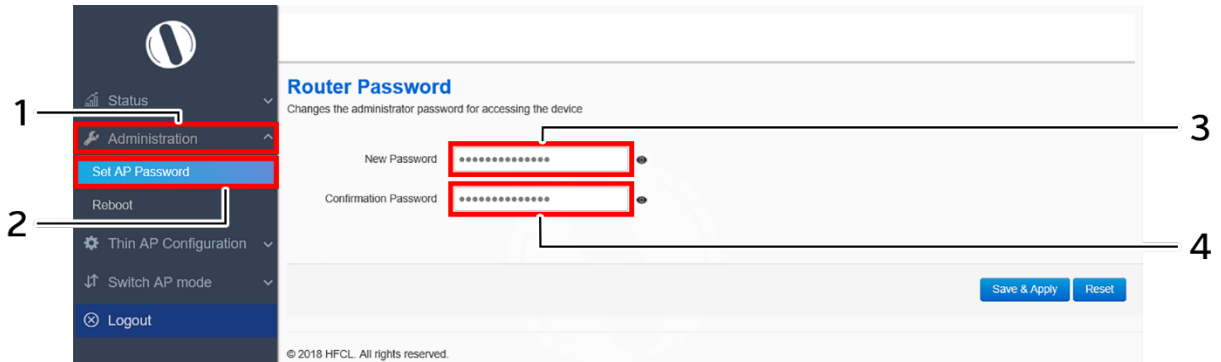 Status
1
Administration
Set AP Password
2
Reboot
Thin AP Configuration
Switch AP mode
Logout
Router Password
Changes the administrator password for accessing the device
3
New Password ••••••••••••••
Confirmation Password ••••••••••••••
4
Save & Apply Reset
© 2018 HFCL. All rights reserved.